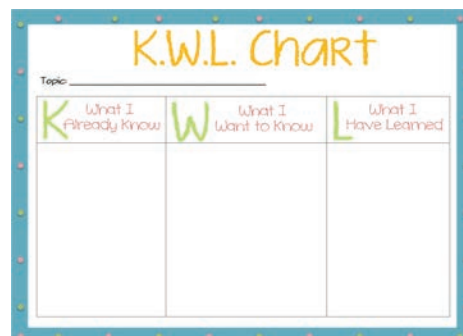 K.W.L. Chart
Topic:
K What I Already Know
W What I Want to Know
L What I Have Learned